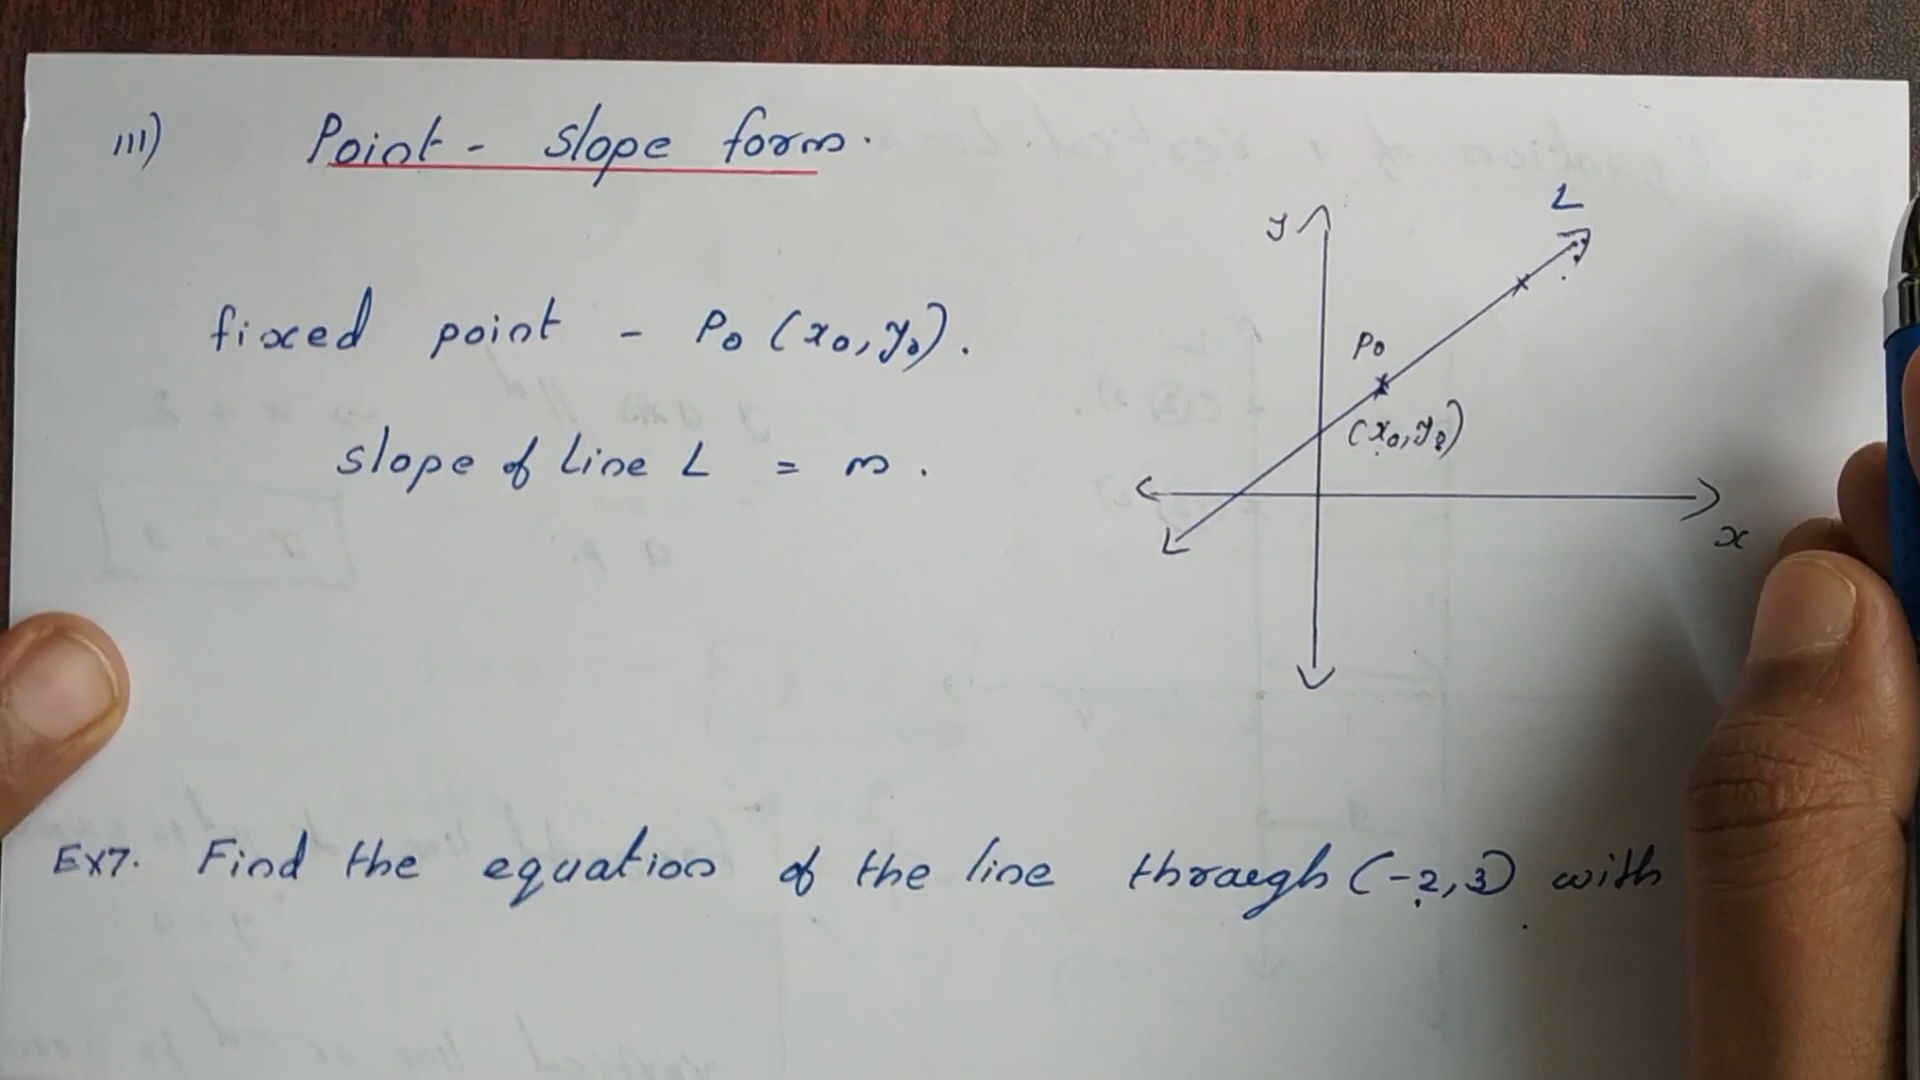 III) Point - slope form.
fixed point - P₀ (x₀, y₀).
slope of line L = m.
y
L
P₀
(x₀, y₀)
x
Ex7. Find the equation of the line through (-2, 3) with